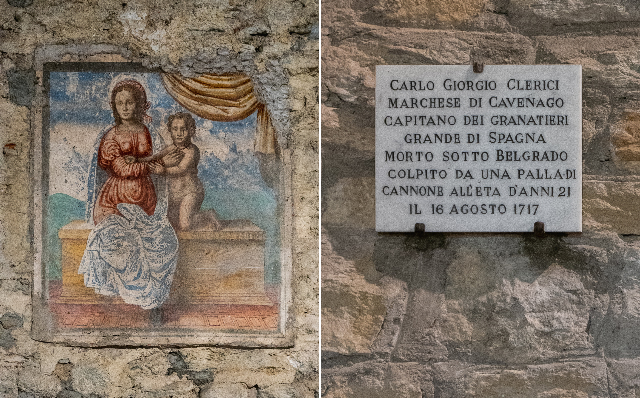 CARLO GIORGIO CLERICI
MARCHESE DI CAVENAGO
CAPITANO DEI GRANATIERI
GRANDE DI SPAGNA
MORTO SOTTO BELGRADO
COLPITO DA UNA PALLA·DI
CANNONE ALL'ETA D'ANNI 21
IL 16 AGOSTO 1717